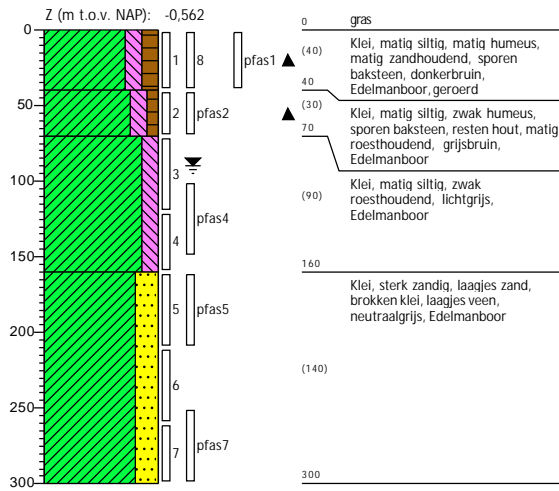 Z (m t.o.v. NAP): -0,562
0
50
100
150
200
250
300
1
8
pfas1
2
pfas2
3
pfas4
4
5
pfas5
6
pfas7
7
0
gras
(40)
Klei, matig siltig, matig humeus,
matig zandhoudend, sporen
baksteen, donkerbruin,
Edelmanboor, geroerd
40
(30)
Klei, matig siltig, zwak humeus,
sporen baksteen, resten hout, matig
roesthoudend, grijsbruin,
Edelmanboor
70
(90)
Klei, matig siltig, zwak
roesthoudend, lichtgrijs,
Edelmanboor
160
Klei, sterk zandig, laagjes zand,
brokken klei, laagjes veen,
neutraalgrijs, Edelmanboor
(140)
300